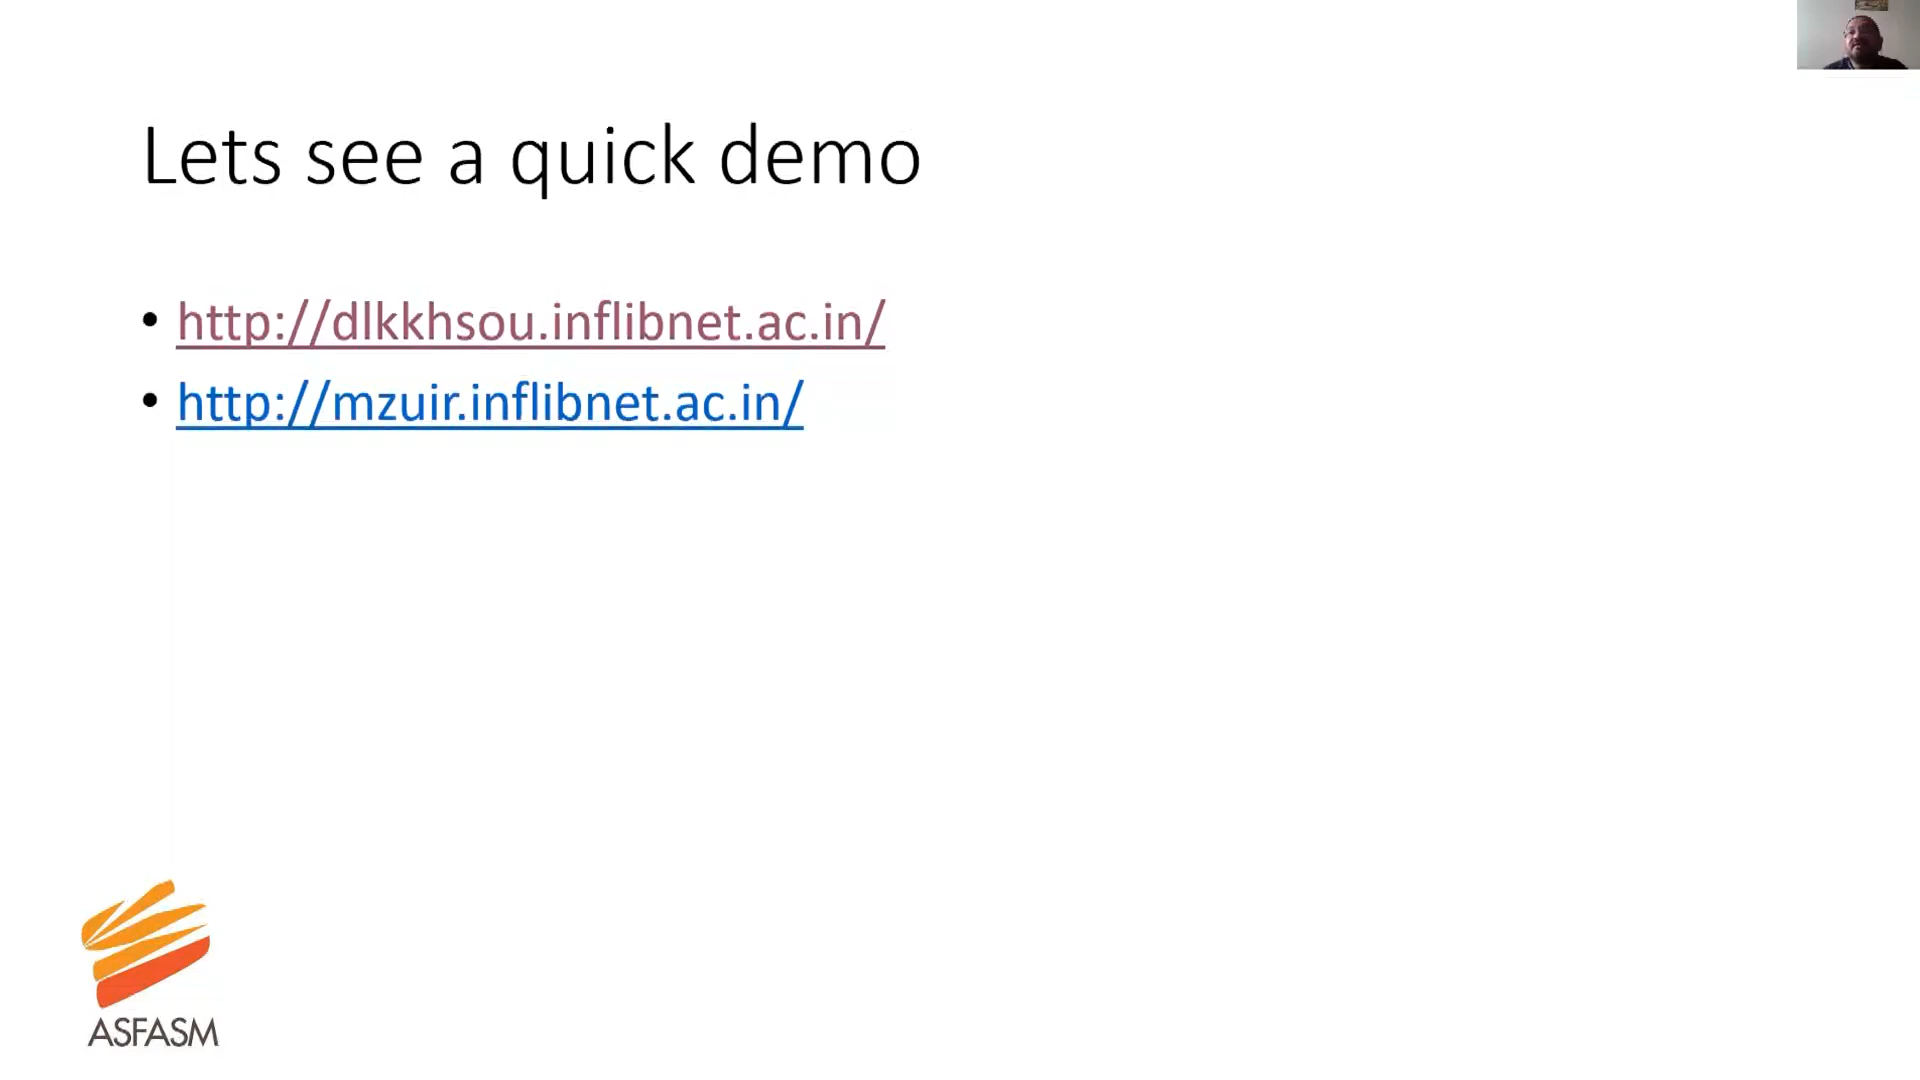 Lets see a quick demo
• http://dlkkhsou.inflibnet.ac.in/
• http://mzuir.inflibnet.ac.in/
ASFASM